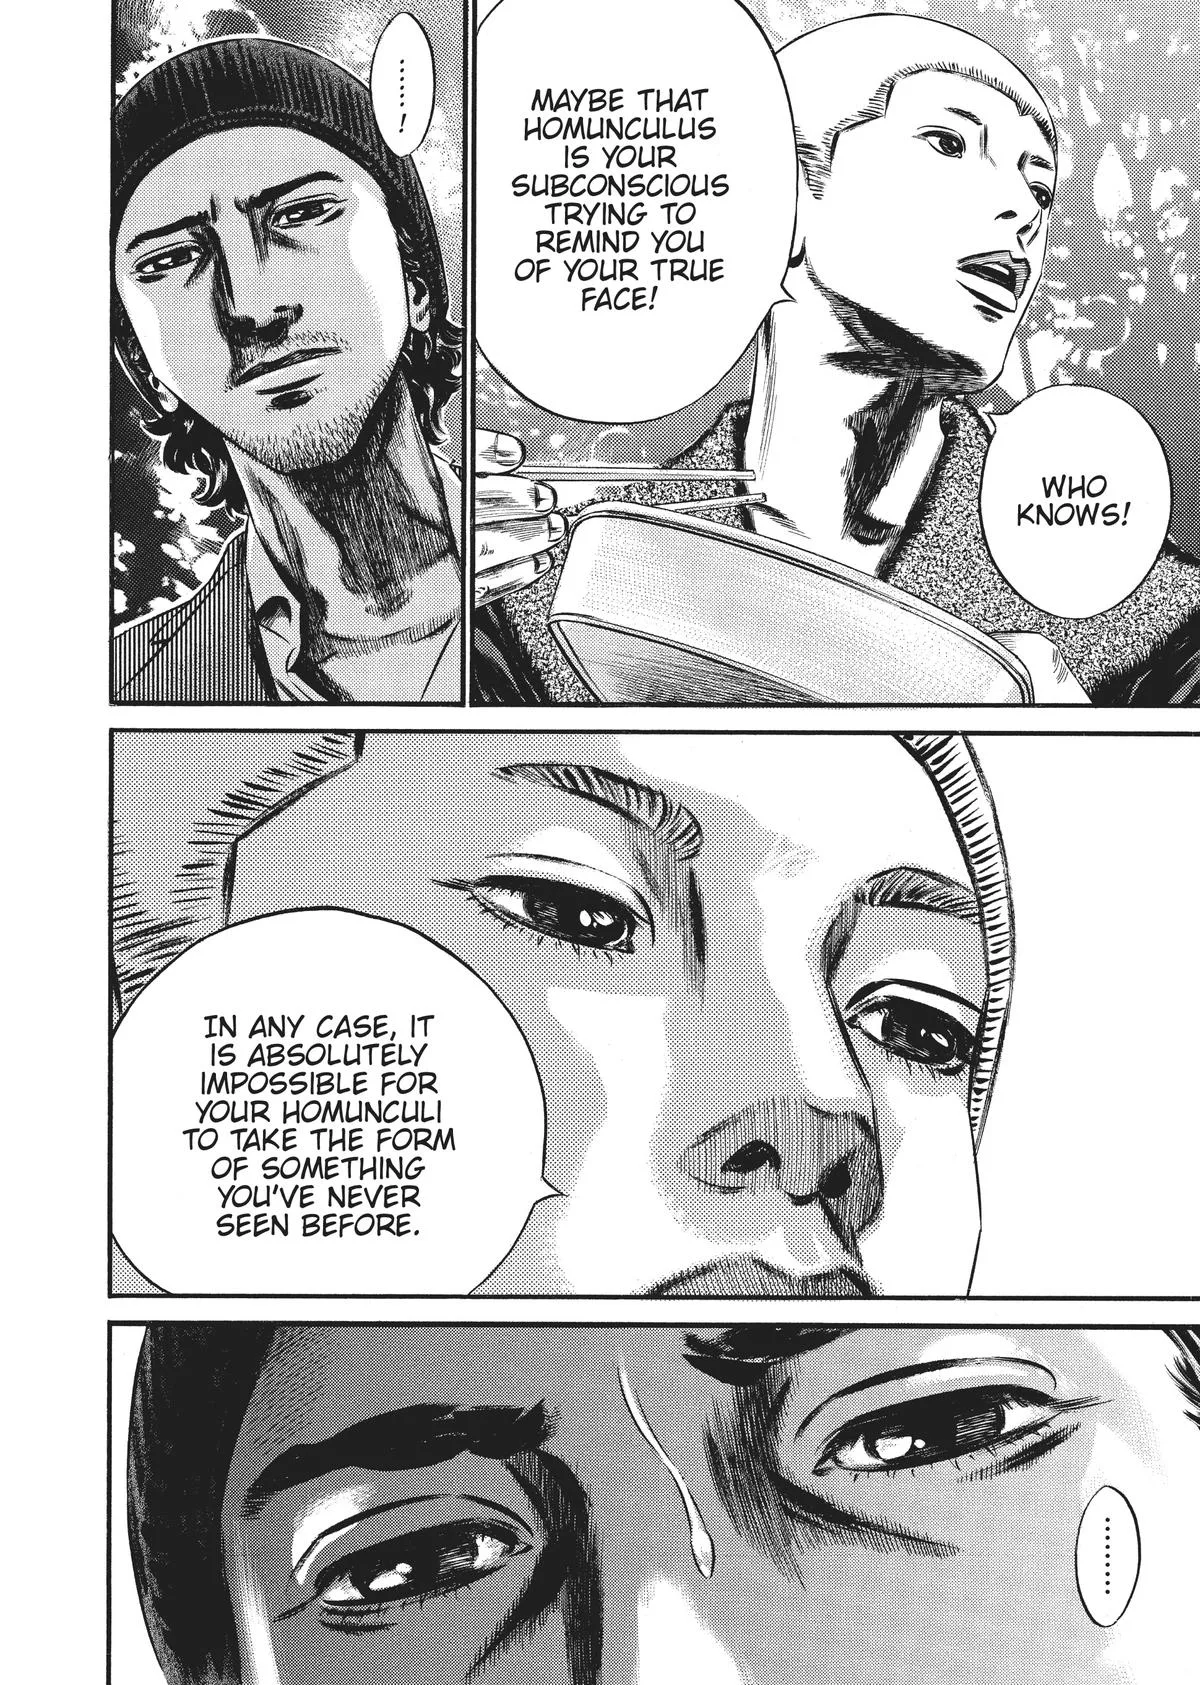 MAYBE THAT
HOMUNCULUS
IS YOUR
SUBCONSCIOUS
TRYING TO
REMIND YOU
OF YOUR TRUE
FACE!
WHO
KNOWS!
........!
IN ANY CASE, IT
IS ABSOLUTELY
IMPOSSIBLE FOR
YOUR HOMUNCULI
TO TAKE THE FORM
OF SOMETHING
YOU'VE NEVER
SEEN BEFORE.
.........